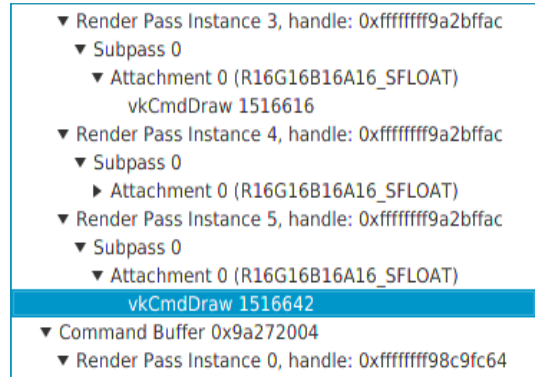 Render Pass Instance 3, handle: 0xffffffff9a2bffac
Subpass 0
Attachment 0 (R16G16B16A16_SFLOAT)
vkCmdDraw 1516616
Render Pass Instance 4, handle: 0xffffffff9a2bffac
Subpass 0
Attachment 0 (R16G16B16A16_SFLOAT)
Render Pass Instance 5, handle: 0xffffffff9a2bffac
Subpass 0
Attachment 0 (R16G16B16A16_SFLOAT)
vkCmdDraw 1516642
Command Buffer 0x9a272004
Render Pass Instance 0, handle: 0xffffffff98c9fc64